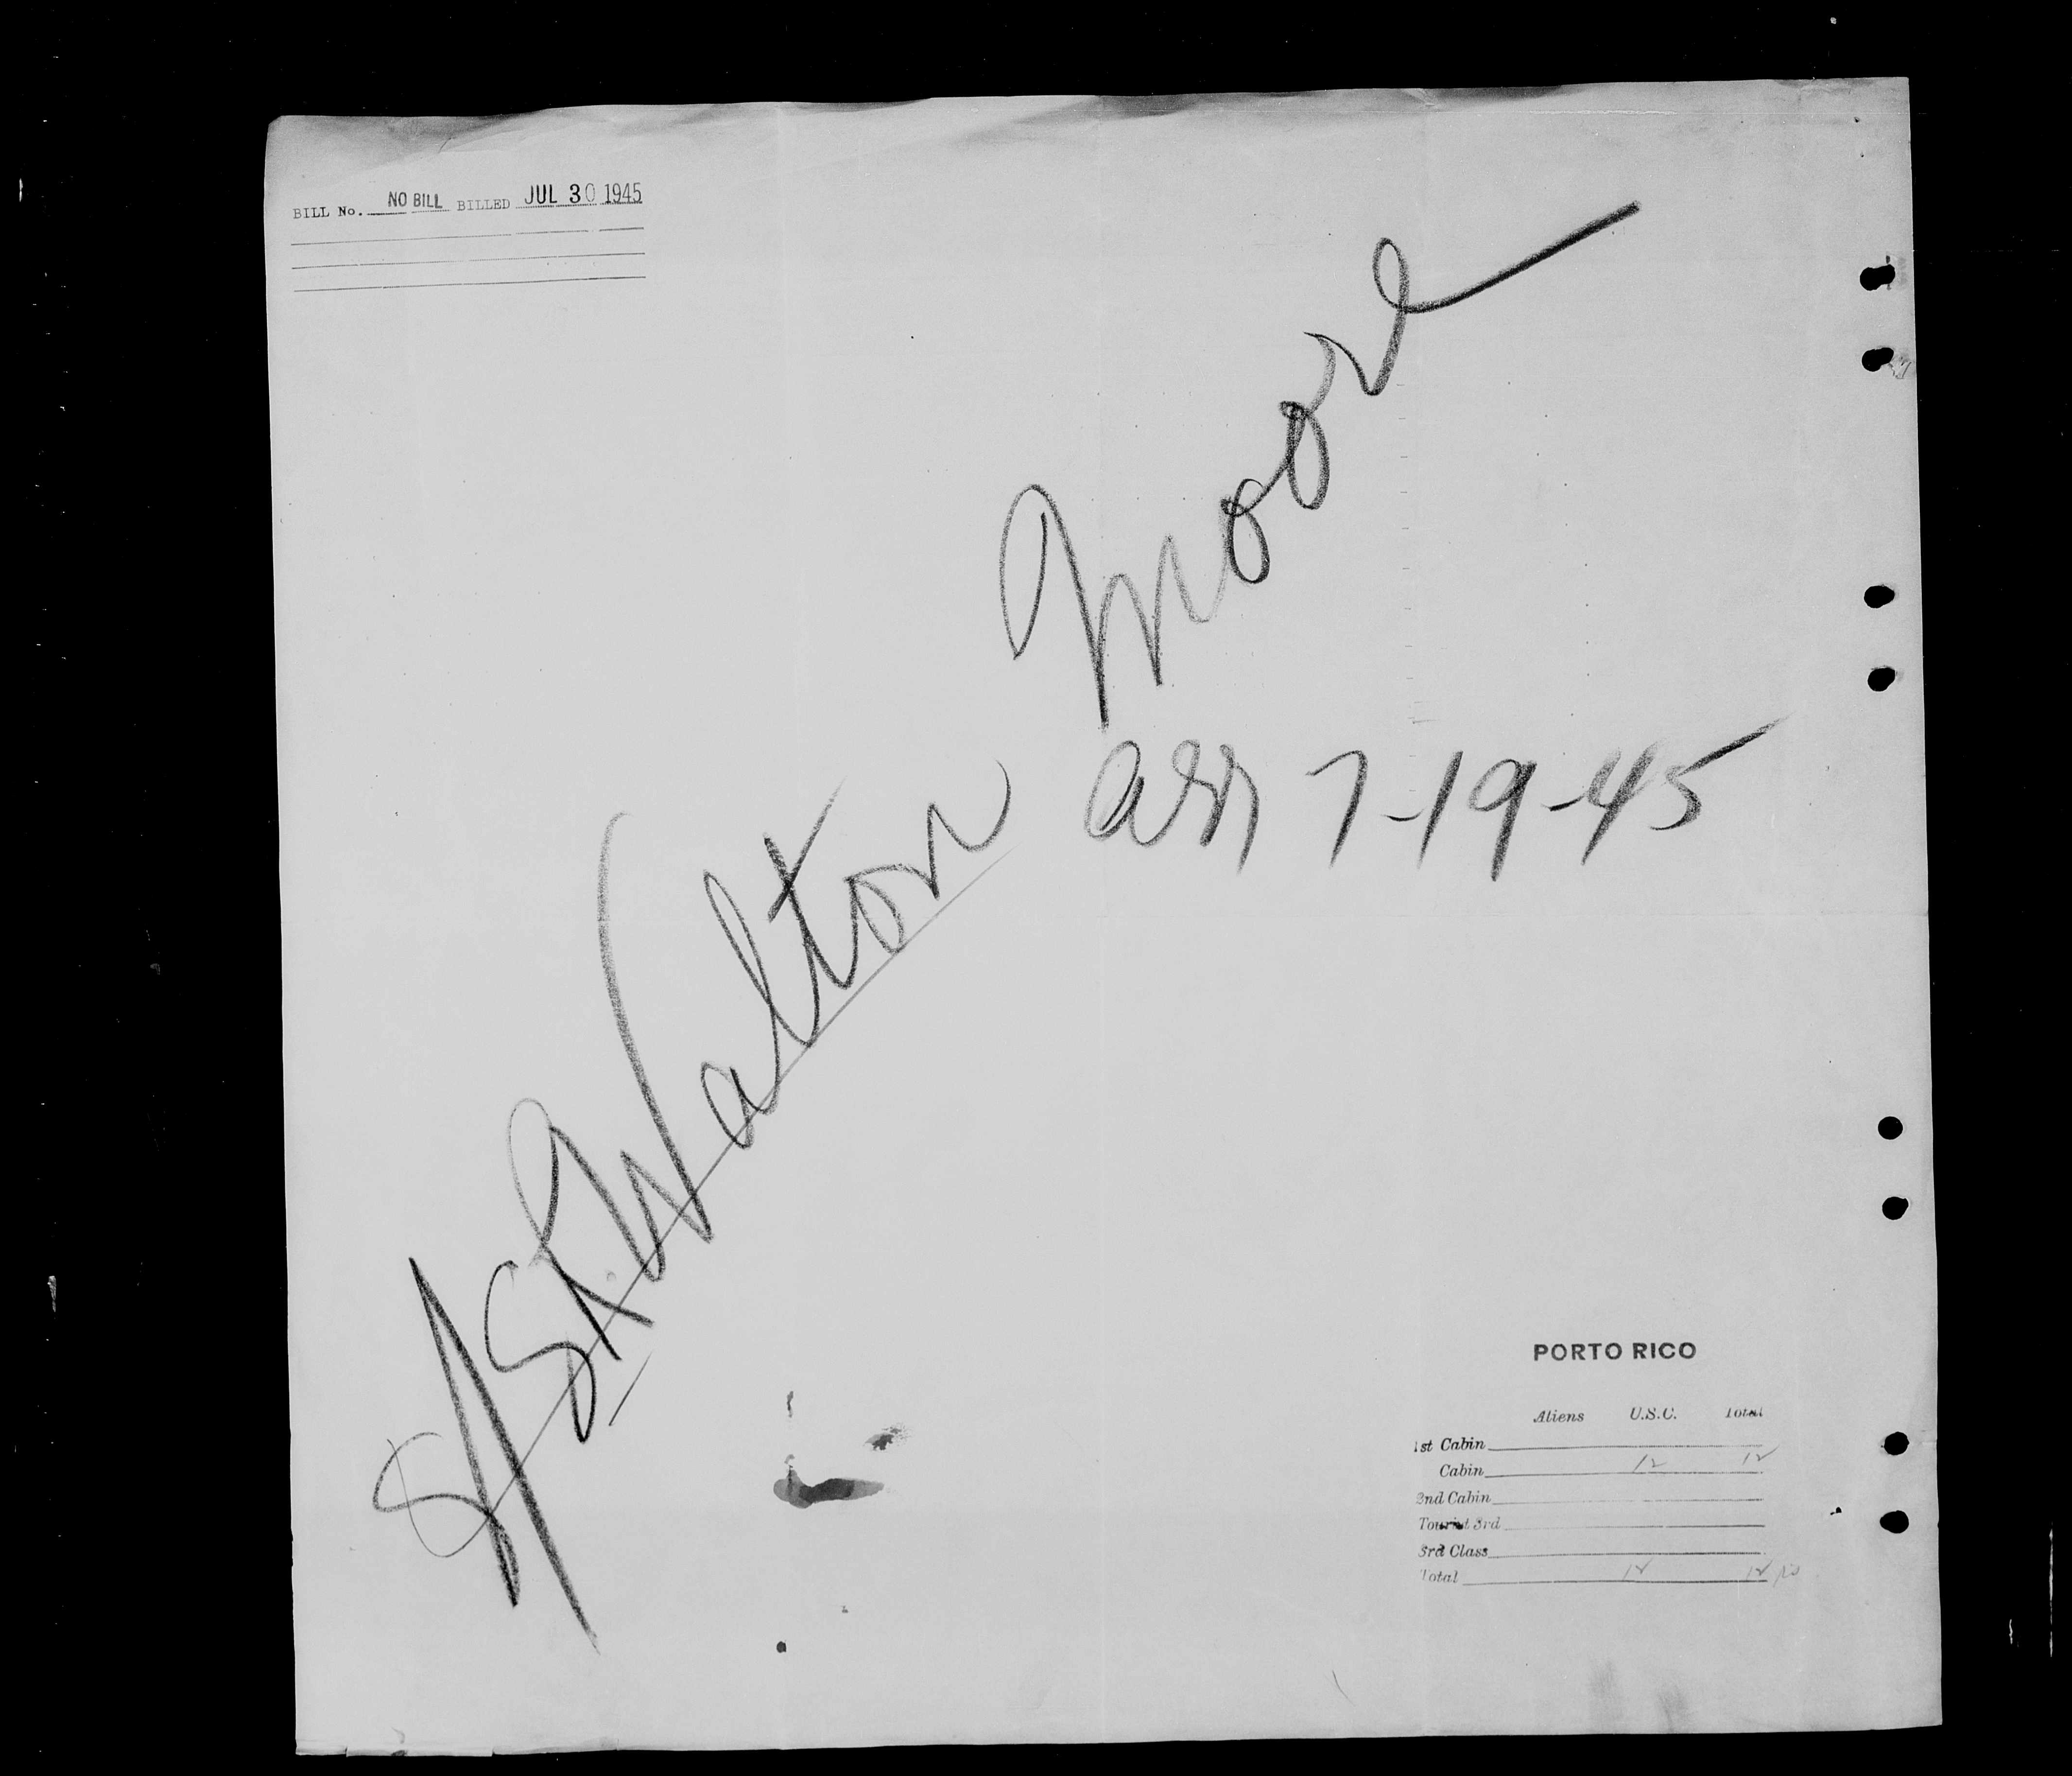 BILL No. NO BILL BILLED JUL 30 1945
SS R. Walton Moore
arr 7-19-45
PORTO RICO
Aliens U.S.C. Total
1st Cabin
Cabin 12 12
2nd Cabin
Tourist 3rd
3rd Class
Total 12 12